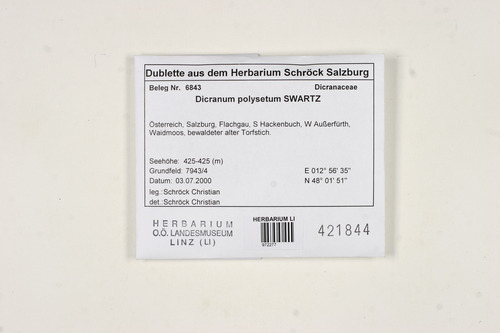 Dublette aus dem Herbarium Schröck Salzburg
Beleg Nr. 6843 Dicranaceae
Dicranum polysetum SWARTZ
Österreich, Salzburg, Flachgau, S Hackenbuch, W Außerfürth,
Waidmoos, bewaldeter alter Torfstich.
Seehöhe: 425-425 (m)
Grundfeld: 7943/4 E 012° 56' 35"
Datum: 03.07.2000 N 48° 01' 51"
leg.: Schröck Christian
det.: Schröck Christian
HERBARIUM
O.Ö. LANDESMUSEUM
LINZ (LI)
HERBARIUM LI
972277
421844